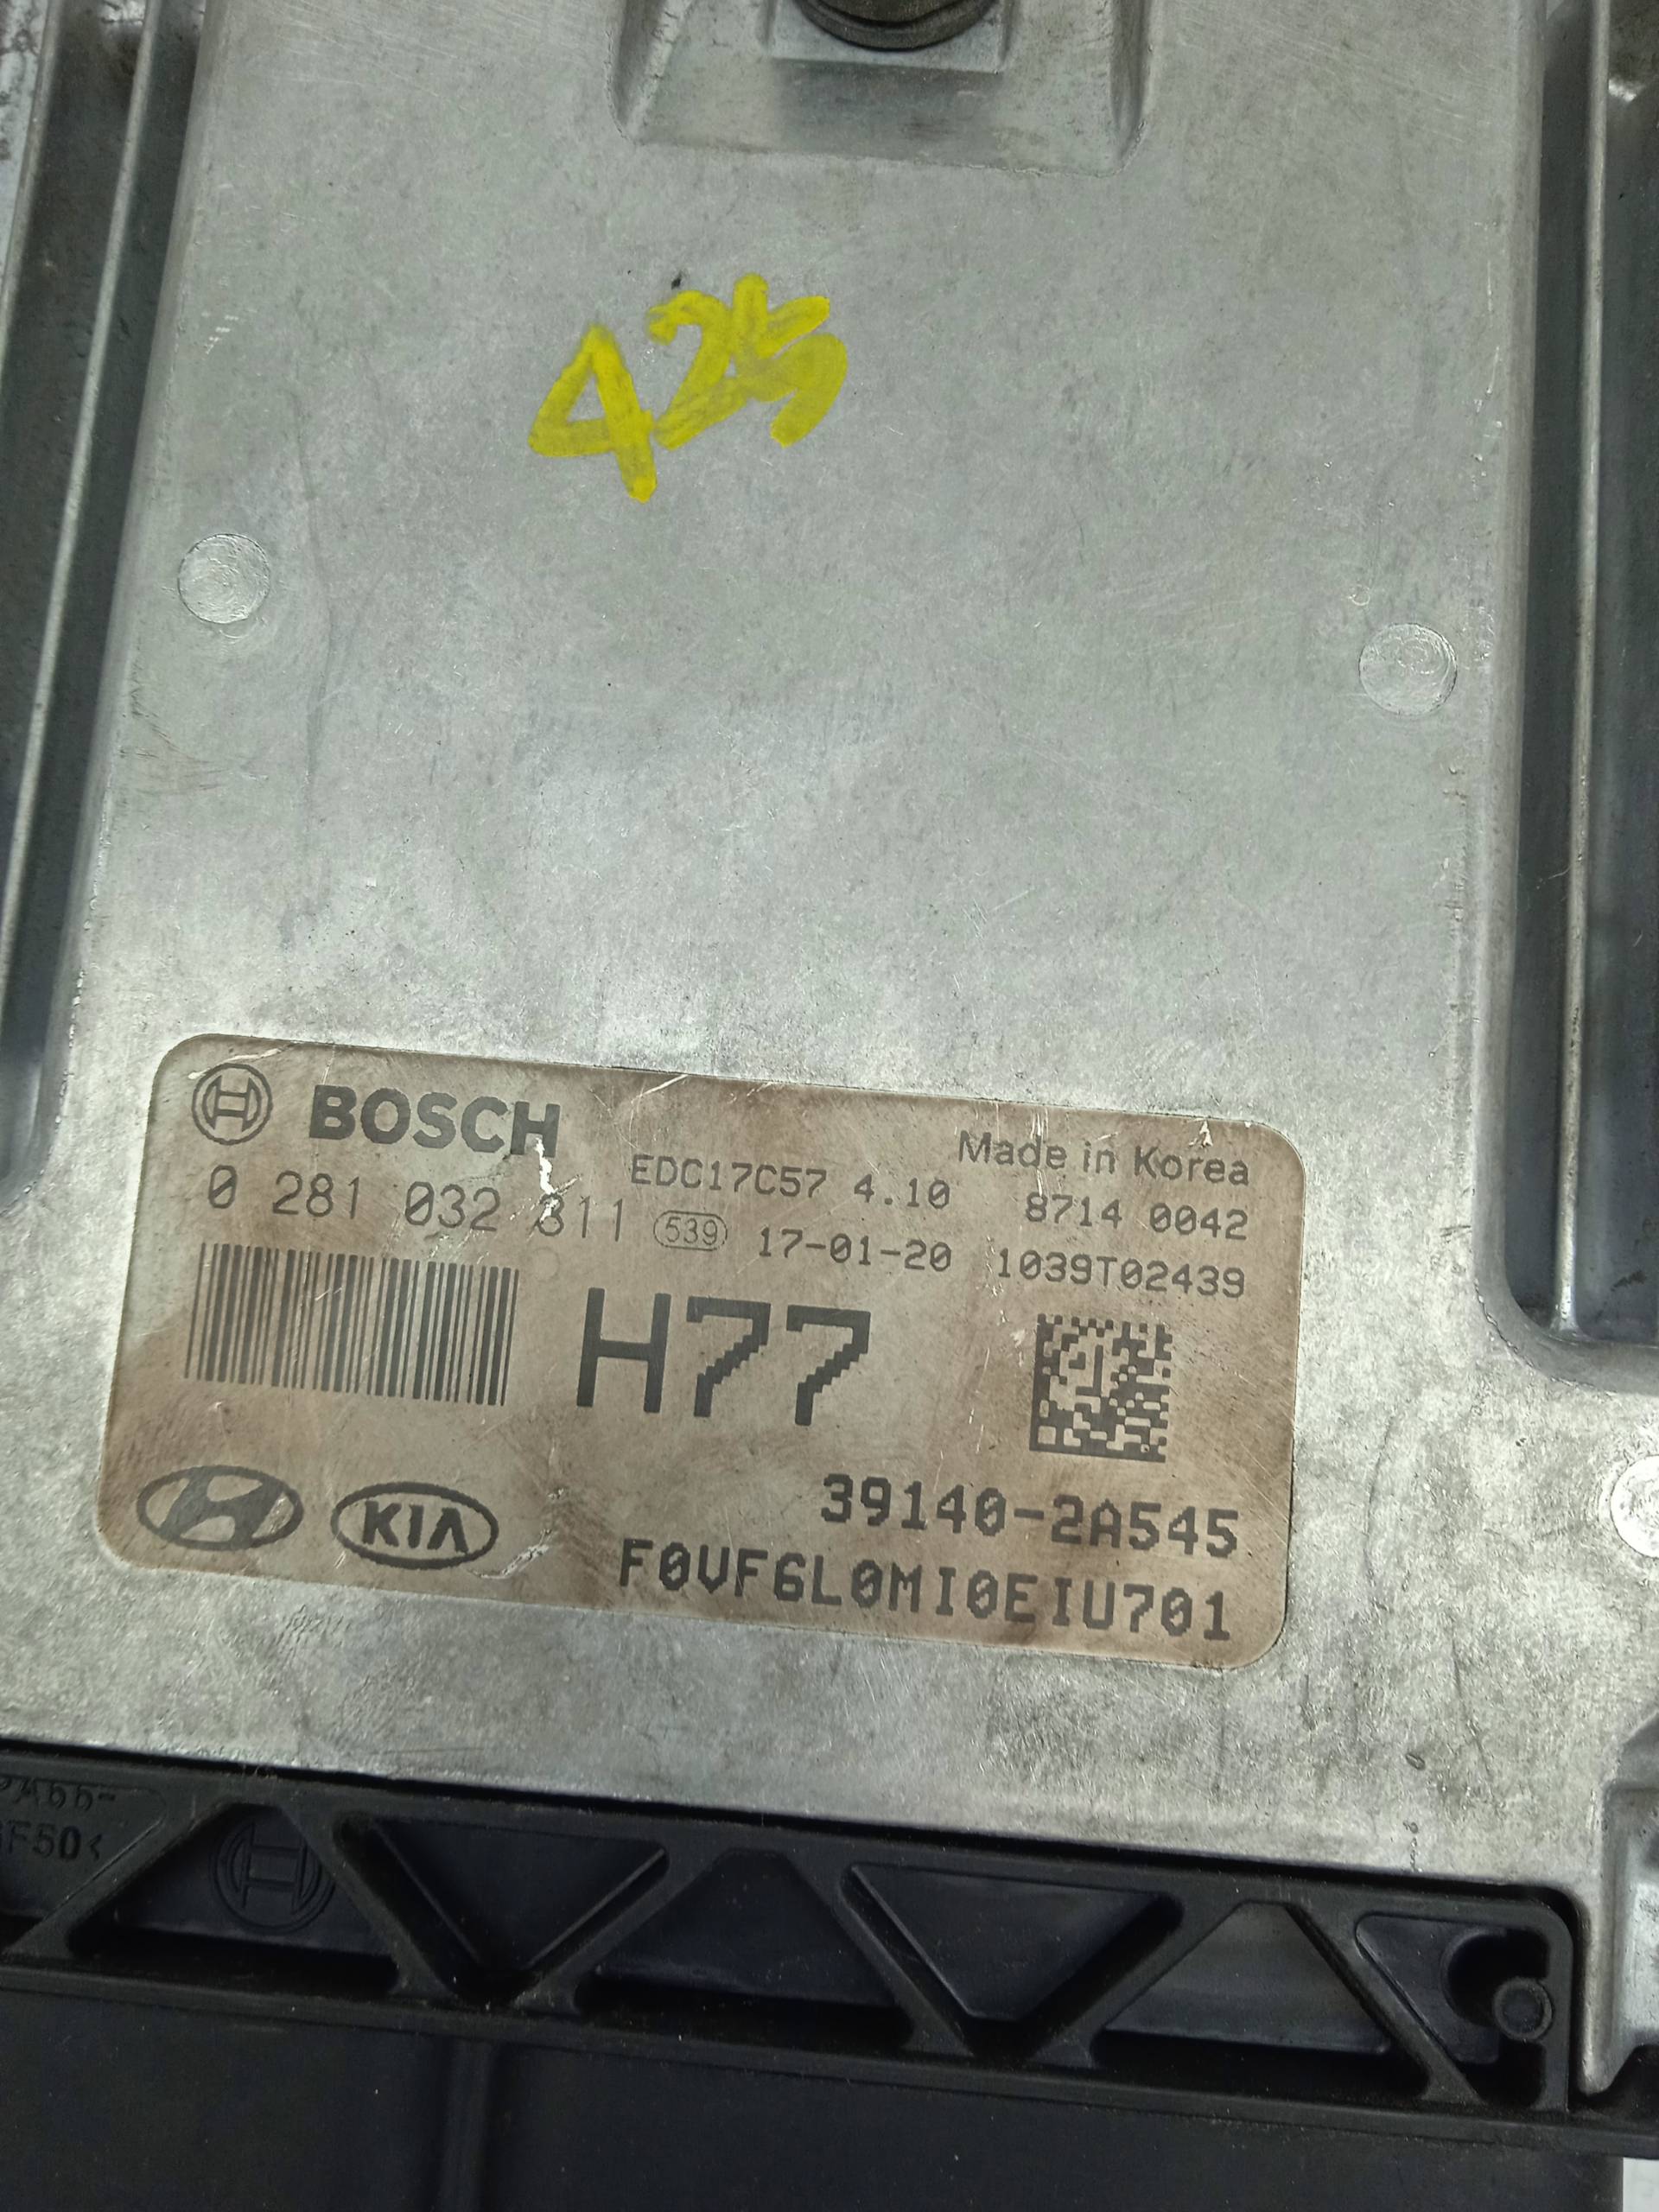 425
BOSCH
Made in Korea
EDC17C57 4.10 8714 0042
0 281 032 811 539 17-01-20 1039T02439
H77
KIA
39140-2A545
F0VF6L0MI0EIU701